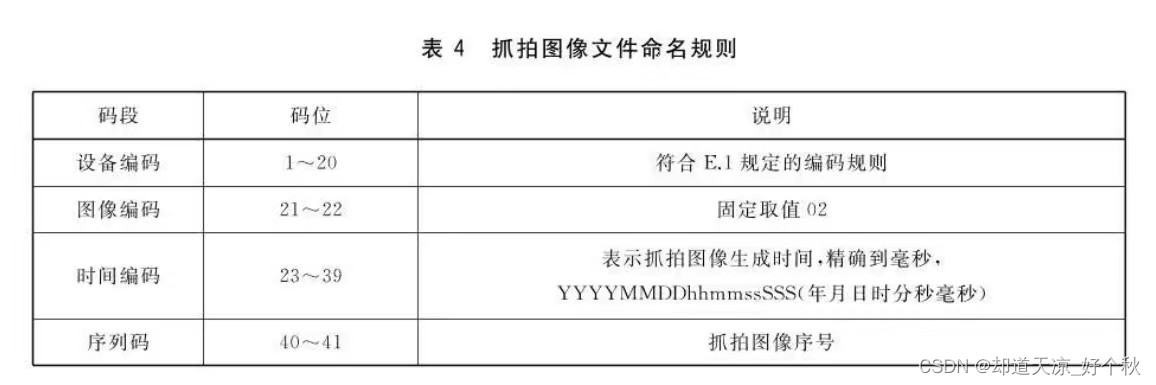 表 4 抓拍图像文件命名规则
码段 码位 说明
设备编码 1～20 符合 E.1 规定的编码规则
图像编码 21～22 固定取值 02
时间编码 23～39 表示抓拍图像生成时间,精确到毫秒,
YYYYMMDDhhmmssSSS(年月日时分秒毫秒)
序列码 40～41 抓拍图像序号
CSDN @却道天凉_好个秋